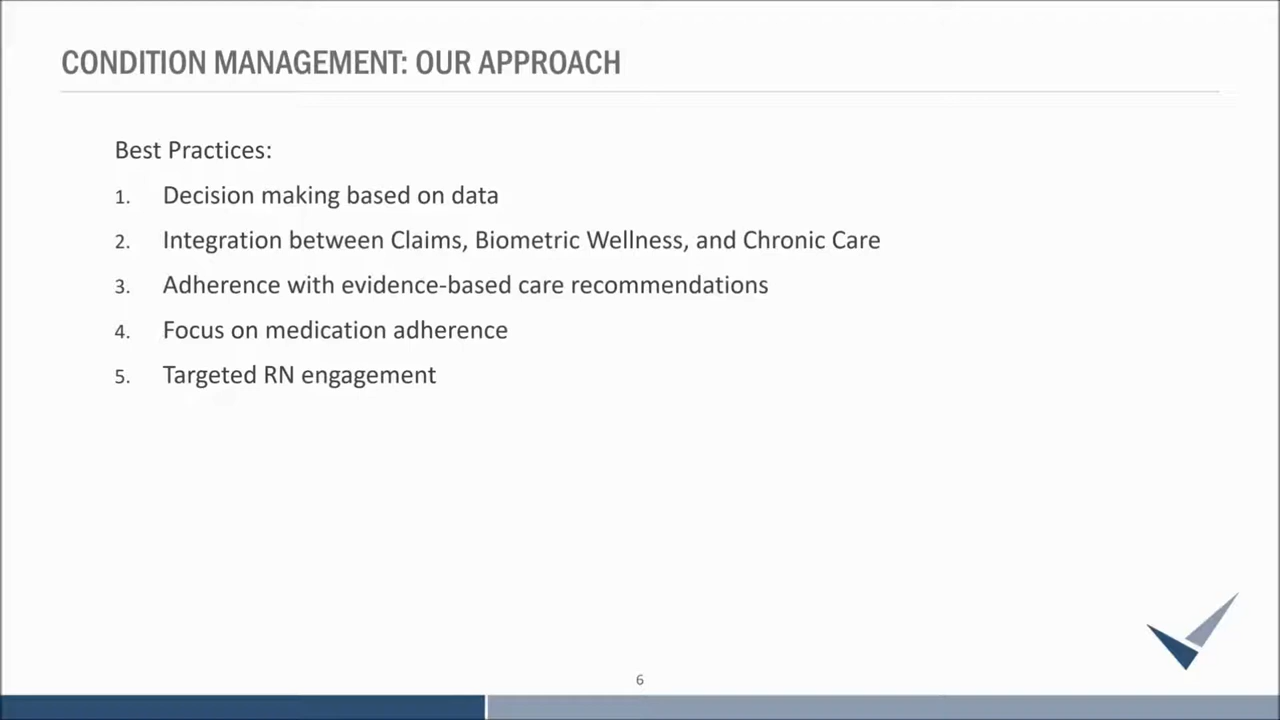 CONDITION MANAGEMENT: OUR APPROACH
Best Practices:
1. Decision making based on data
2. Integration between Claims, Biometric Wellness, and Chronic Care
3. Adherence with evidence-based care recommendations
4. Focus on medication adherence
5. Targeted RN engagement
6